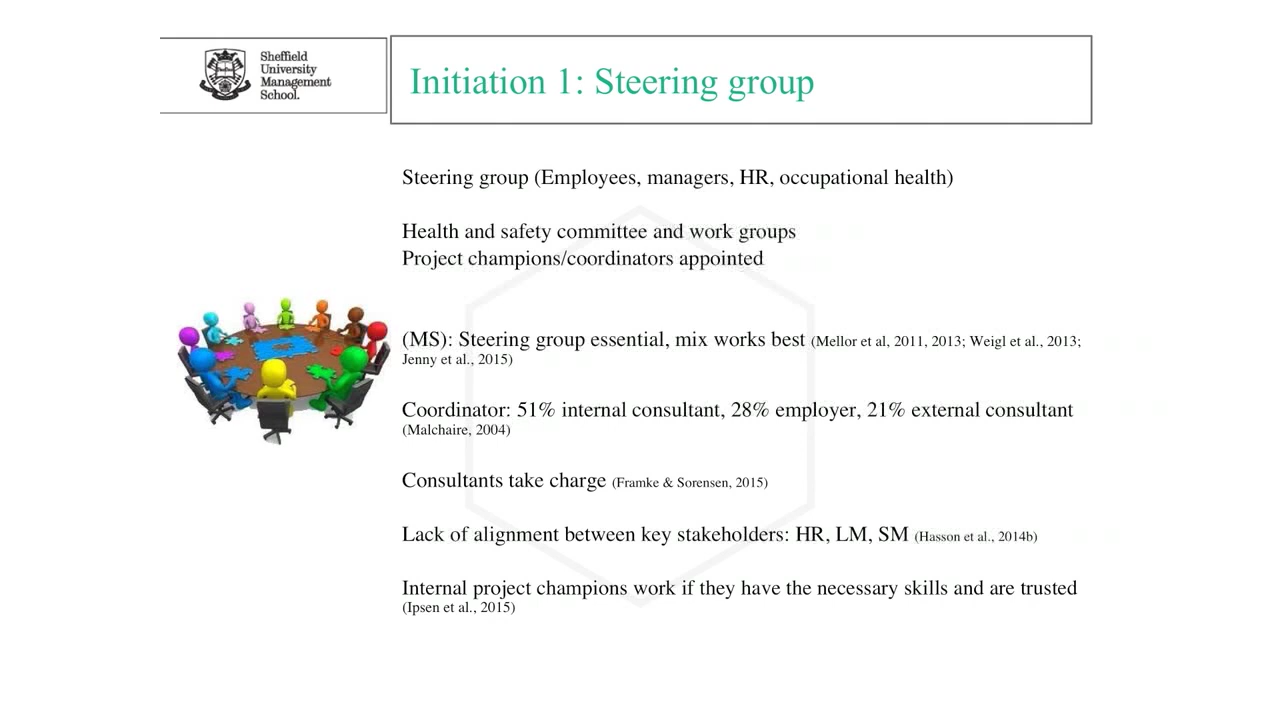 Sheffield
University
Management
School.
Initiation 1: Steering group
Steering group (Employees, managers, HR, occupational health)
Health and safety committee and work groups
Project champions/coordinators appointed
(MS): Steering group essential, mix works best (Mellor et al, 2011, 2013; Weigl et al., 2013;
Jenny et al., 2015)
Coordinator: 51% internal consultant, 28% employer, 21% external consultant
(Malchaire, 2004)
Consultants take charge (Framke & Sorensen, 2015)
Lack of alignment between key stakeholders: HR, LM, SM (Hasson et al., 2014b)
Internal project champions work if they have the necessary skills and are trusted
(Ipsen et al., 2015)